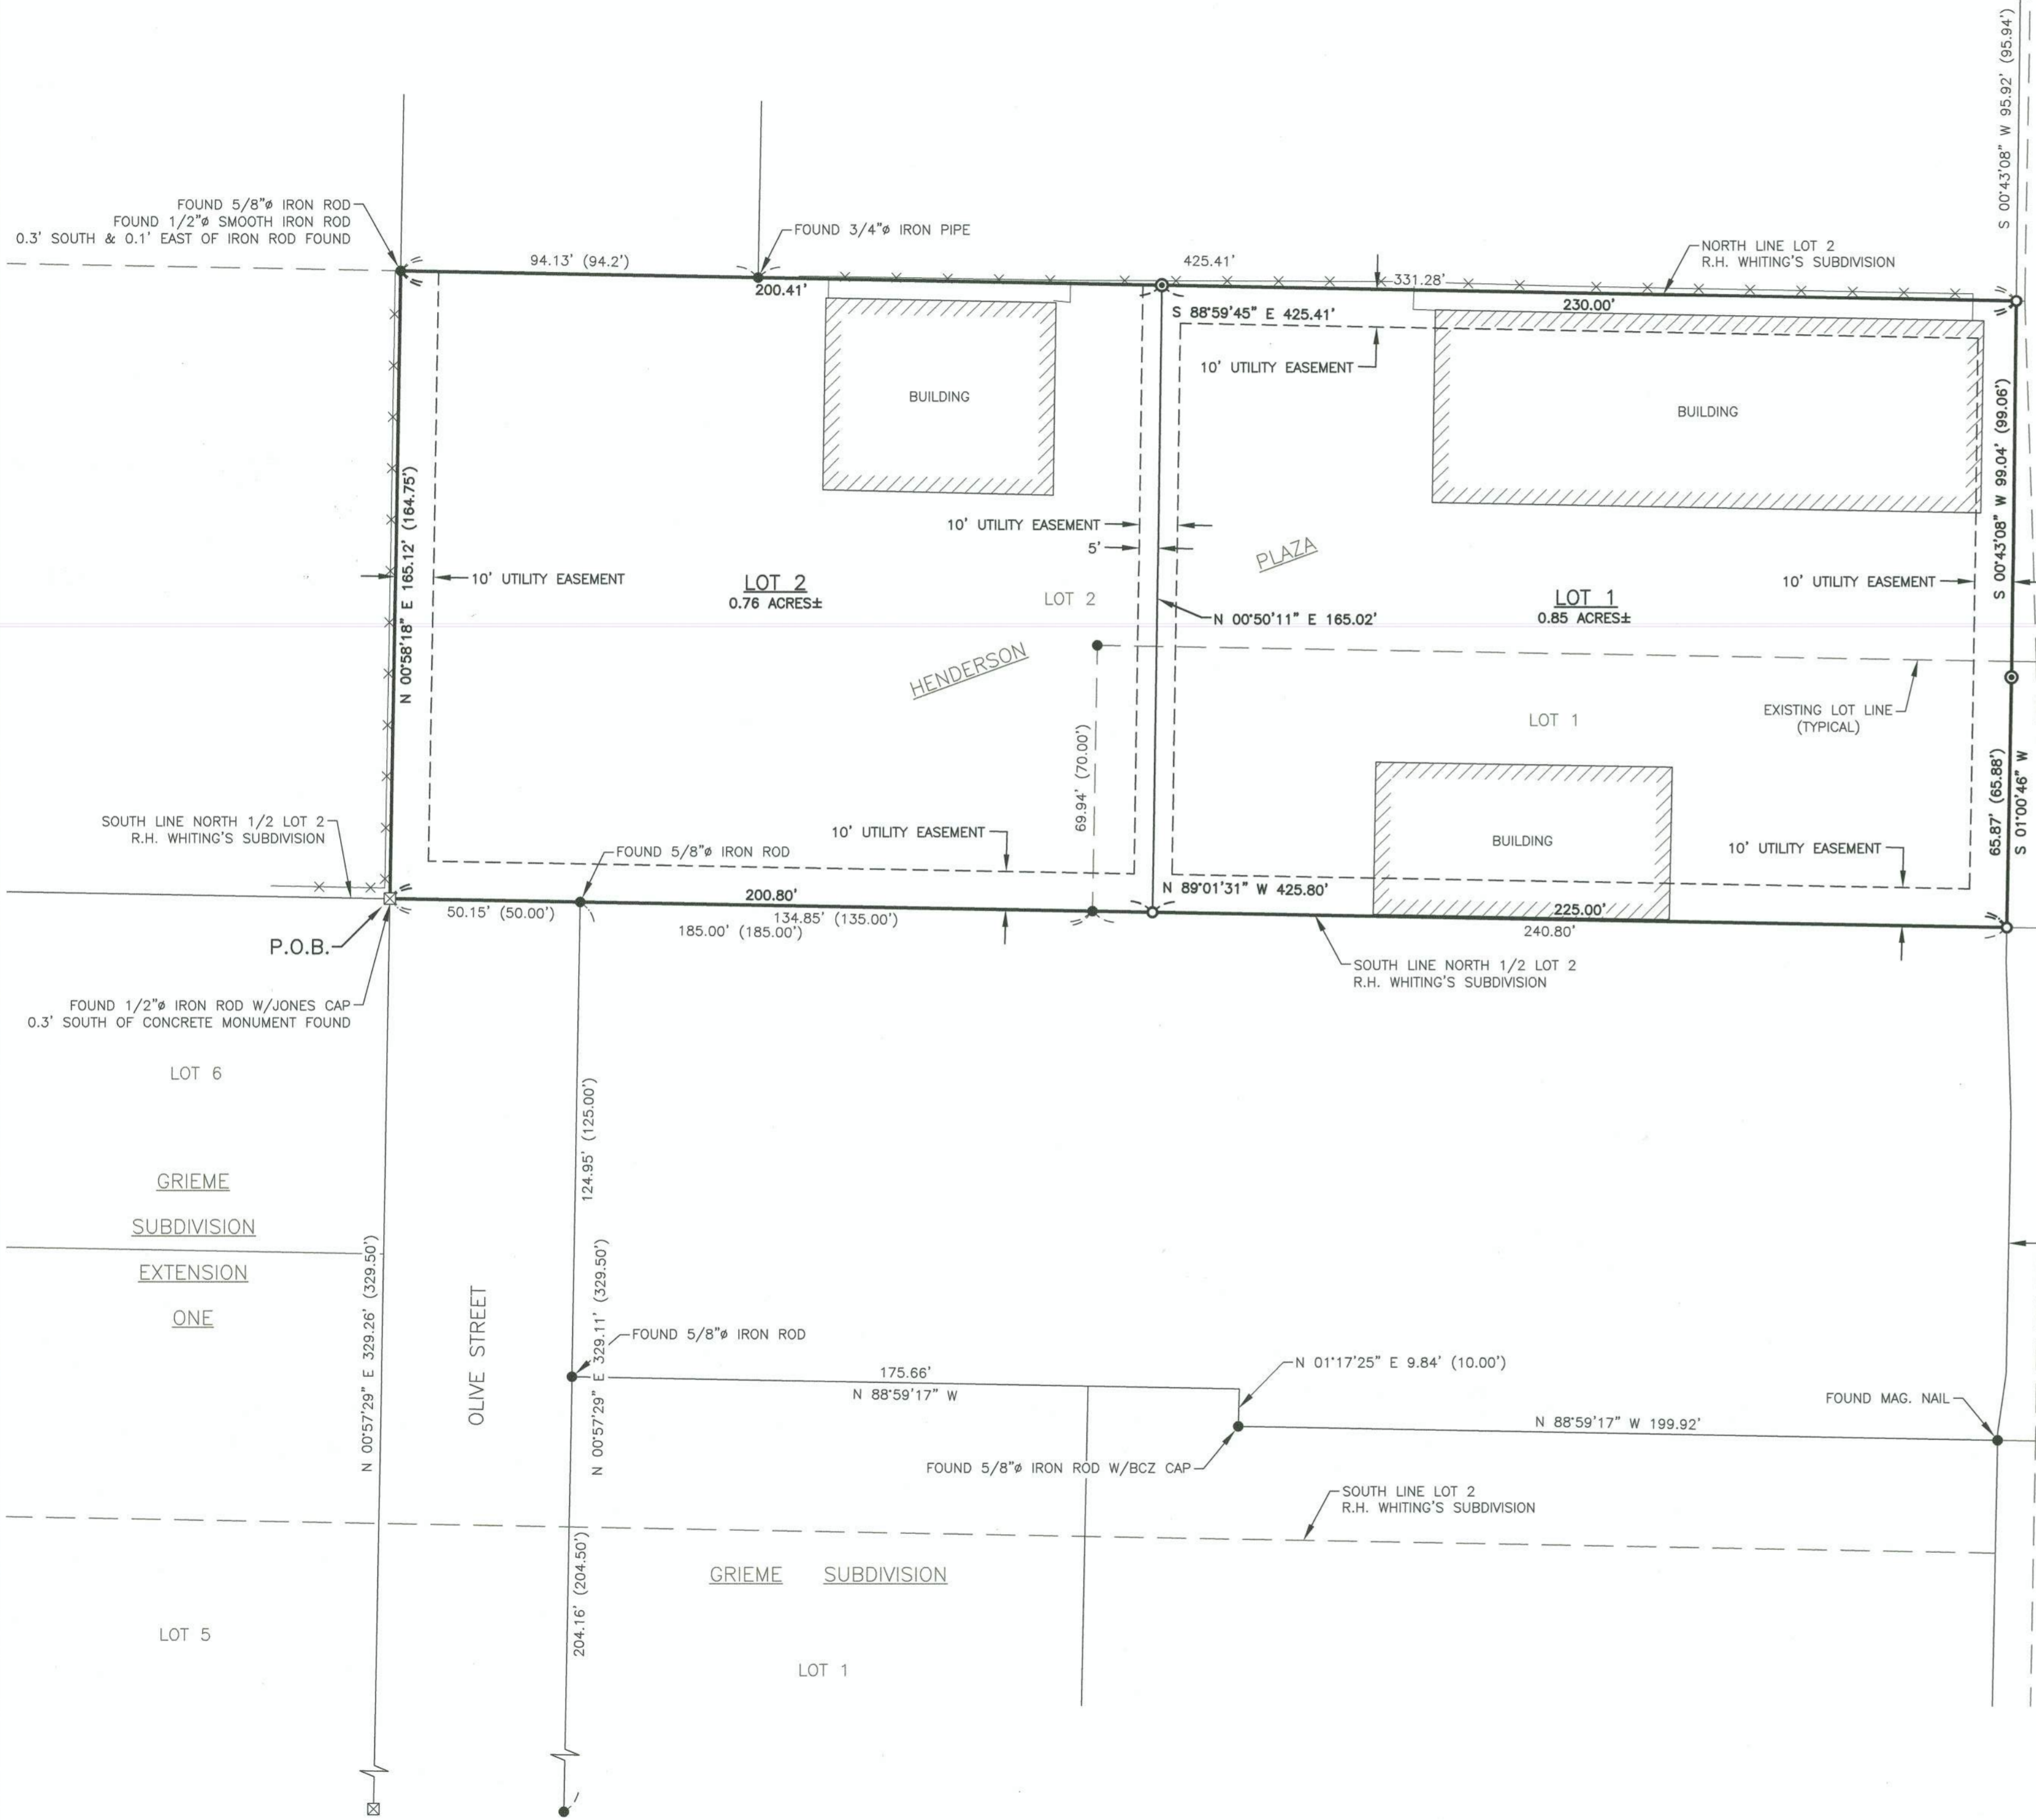 S 00°43'08" W 95.92' (95.94')
FOUND 5/8"ø IRON ROD
FOUND 1/2"ø SMOOTH IRON ROD
0.3' SOUTH & 0.1' EAST OF IRON ROD FOUND
FOUND 3/4"ø IRON PIPE
NORTH LINE LOT 2
R.H. WHITING'S SUBDIVISION
94.13' (94.2')
425.41'
331.28'
200.41'
230.00'
S 88°59'45" E 425.41'
10' UTILITY EASEMENT
BUILDING
BUILDING
S 00°43'08" W 99.04' (99.06')
N 00°58'18" E 165.12' (164.75')
10' UTILITY EASEMENT
5'
PLAZA
10' UTILITY EASEMENT
LOT 2
0.76 ACRES±
LOT 2
10' UTILITY EASEMENT
LOT 1
0.85 ACRES±
N 00°50'11" E 165.02'
HENDERSON
EXISTING LOT LINE
(TYPICAL)
LOT 1
69.94' (70.00')
65.87' (65.88')
S 01°00'46" W
SOUTH LINE NORTH 1/2 LOT 2
R.H. WHITING'S SUBDIVISION
FOUND 5/8"ø IRON ROD
10' UTILITY EASEMENT
BUILDING
10' UTILITY EASEMENT
200.80'
N 89°01'31" W 425.80'
225.00'
50.15' (50.00')
134.85' (135.00')
185.00' (185.00')
240.80'
P.O.B.
SOUTH LINE NORTH 1/2 LOT 2
R.H. WHITING'S SUBDIVISION
FOUND 1/2"ø IRON ROD W/JONES CAP
0.3' SOUTH OF CONCRETE MONUMENT FOUND
LOT 6
124.95' (125.00')
GRIEME
SUBDIVISION
EXTENSION
ONE
N 00°57'29" E 329.26' (329.50')
OLIVE STREET
N 00°57'29" E 329.11' (329.50')
FOUND 5/8"ø IRON ROD
175.66'
N 88°59'17" W
N 01°17'25" E 9.84' (10.00')
FOUND MAG. NAIL
N 88°59'17" W 199.92'
FOUND 5/8"ø IRON ROD W/BCZ CAP
SOUTH LINE LOT 2
R.H. WHITING'S SUBDIVISION
204.16' (204.50')
GRIEME SUBDIVISION
LOT 5
LOT 1